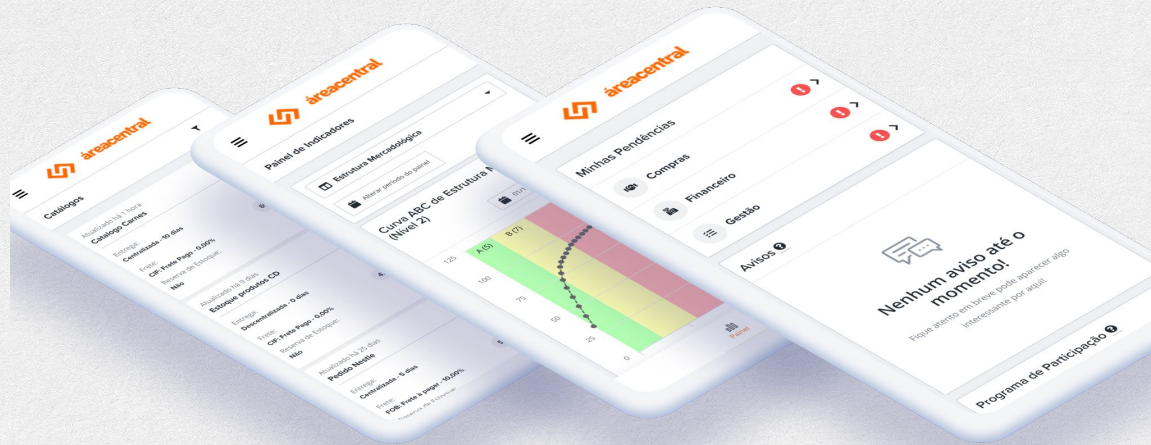 áreacentral
Catálogos
Atualizado há 1 hora
Catalogo Carnes
Entrega:
Centralizada - 10 dias
Frete:
CIF: Frete Pago - 0,00%
Reserva de Estoque:
Não
Atualizado há 9 dias
Estoque produtos CD
Entrega:
Descentralizada - 0 dias
Frete:
CIF: Frete Pago - 0,00%
Reserva de Estoque:
Não
Atualizado há 25 dias
Pedido Nestle
Entrega:
Centralizada - 5 dias
Frete:
FOB: Frete à pagar - 10,00%
Reserva de Estoque
áreacentral
Painel de Indicadores
Estrutura Mercadológica
Alterar período do painel
Curva ABC de Estrutura
(Nível 2)
125
A (5)
B (7)
100
75
50
25
0
Painel
áreacentral
Minhas Pendências
Compras
Financeiro
Gestão
Avisos
Nenhum aviso até o
momento!
Fique atento em breve pode aparecer algo
interessante por aqui!
Programa de Participação